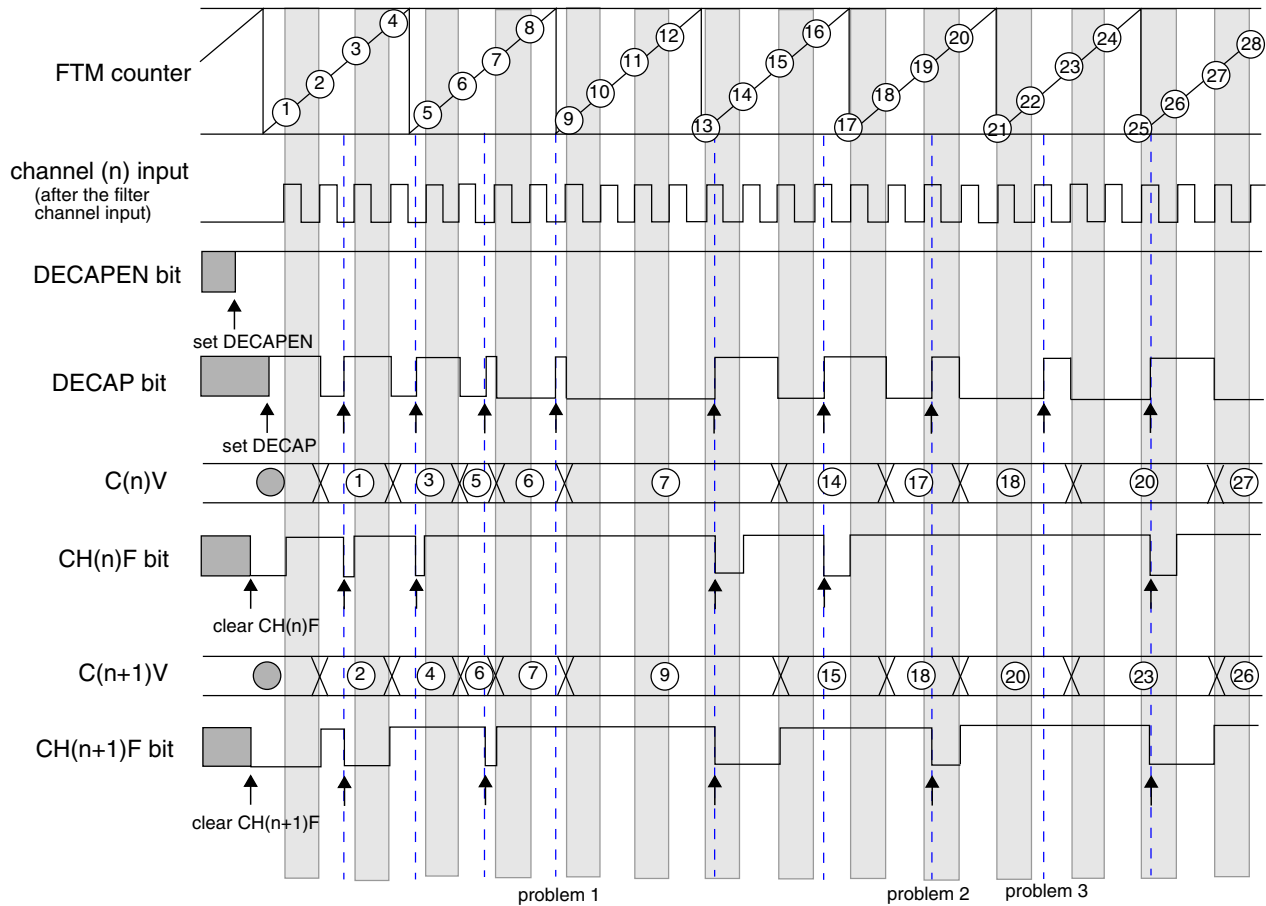 FTM counter
1 2 3 4 5 6 7 8 9 10 11 12 13 14 15 16 17 18 19 20 21 22 23 24 25 26 27 28
channel (n) input
(after the filter
channel input)
DECAPEN bit
set DECAPEN
DECAP bit
set DECAP
C(n)V
1 3 5 6 7 14 17 18 20 27
CH(n)F bit
clear CH(n)F
C(n+1)V
2 4 6 7 9 15 18 20 23 26
CH(n+1)F bit
clear CH(n+1)F
problem 1 problem 2 problem 3